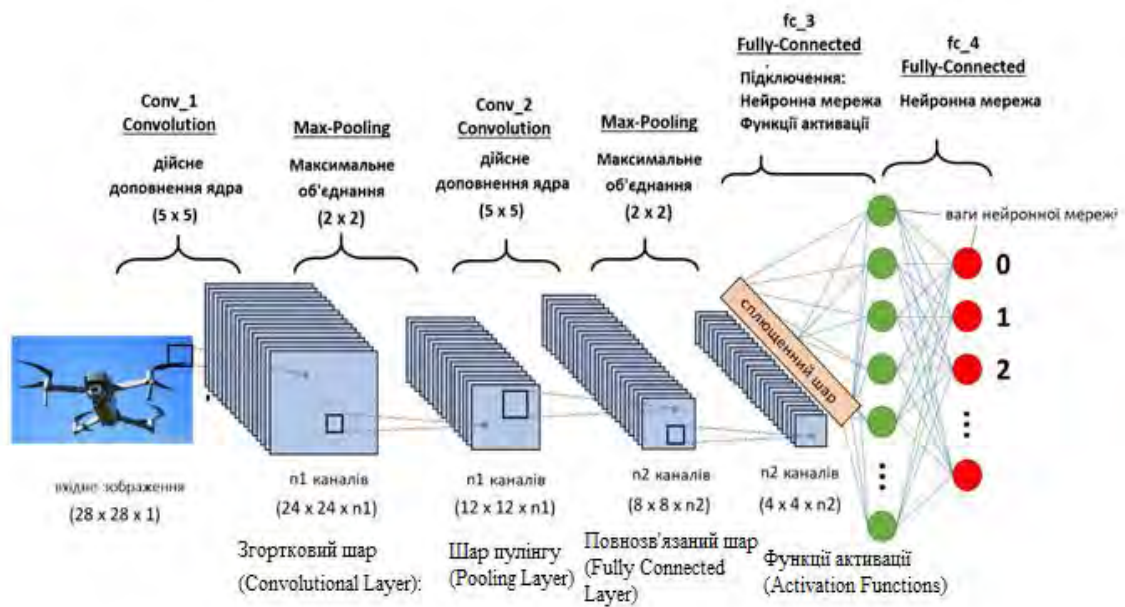 Conv_1
Convolution
дійсне
доповнення ядра
(5 x 5)
Max-Pooling
Максимальне
об'єднання
(2 x 2)
Conv_2
Convolution
дійсне
доповнення ядра
(5 x 5)
Max-Pooling
Максимальне
об'єднання
(2 x 2)
fc_3
Fully-Connected
Підключення:
Нейронна мережа
Функції активації
fc_4
Fully-Connected
Нейронна мережа
ваги нейронної мережі
0
1
2
сплющенний шар
вхідне зображення
(28 x 28 x 1)
n1 каналів
(24 x 24 x n1)
n1 каналів
(12 x 12 x n1)
n2 каналів
(8 x 8 x n2)
n2 каналів
(4 x 4 x n2)
Згортковий шар
(Convolutional Layer):
Шар пулінгу
(Pooling Layer)
Повнозв'язаний шар
(Fully Connected
Layer)
Функції активації
(Activation Functions)